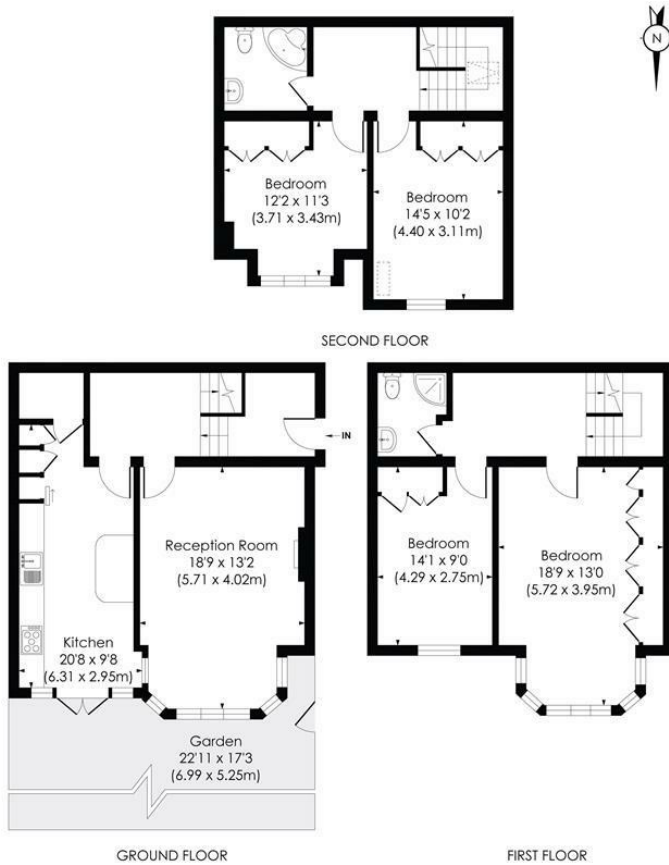 N
Bedroom
12'2 x 11'3
(3.71 x 3.43m)
Bedroom
14'5 x 10'2
(4.40 x 3.11m)
SECOND FLOOR
IN
Reception Room
18'9 x 13'2
(5.71 x 4.02m)
Kitchen
20'8 x 9'8
(6.31 x 2.95m)
Garden
22'11 x 17'3
(6.99 x 5.25m)
GROUND FLOOR
Bedroom
14'1 x 9'0
(4.29 x 2.75m)
Bedroom
18'9 x 13'0
(5.72 x 3.95m)
FIRST FLOOR